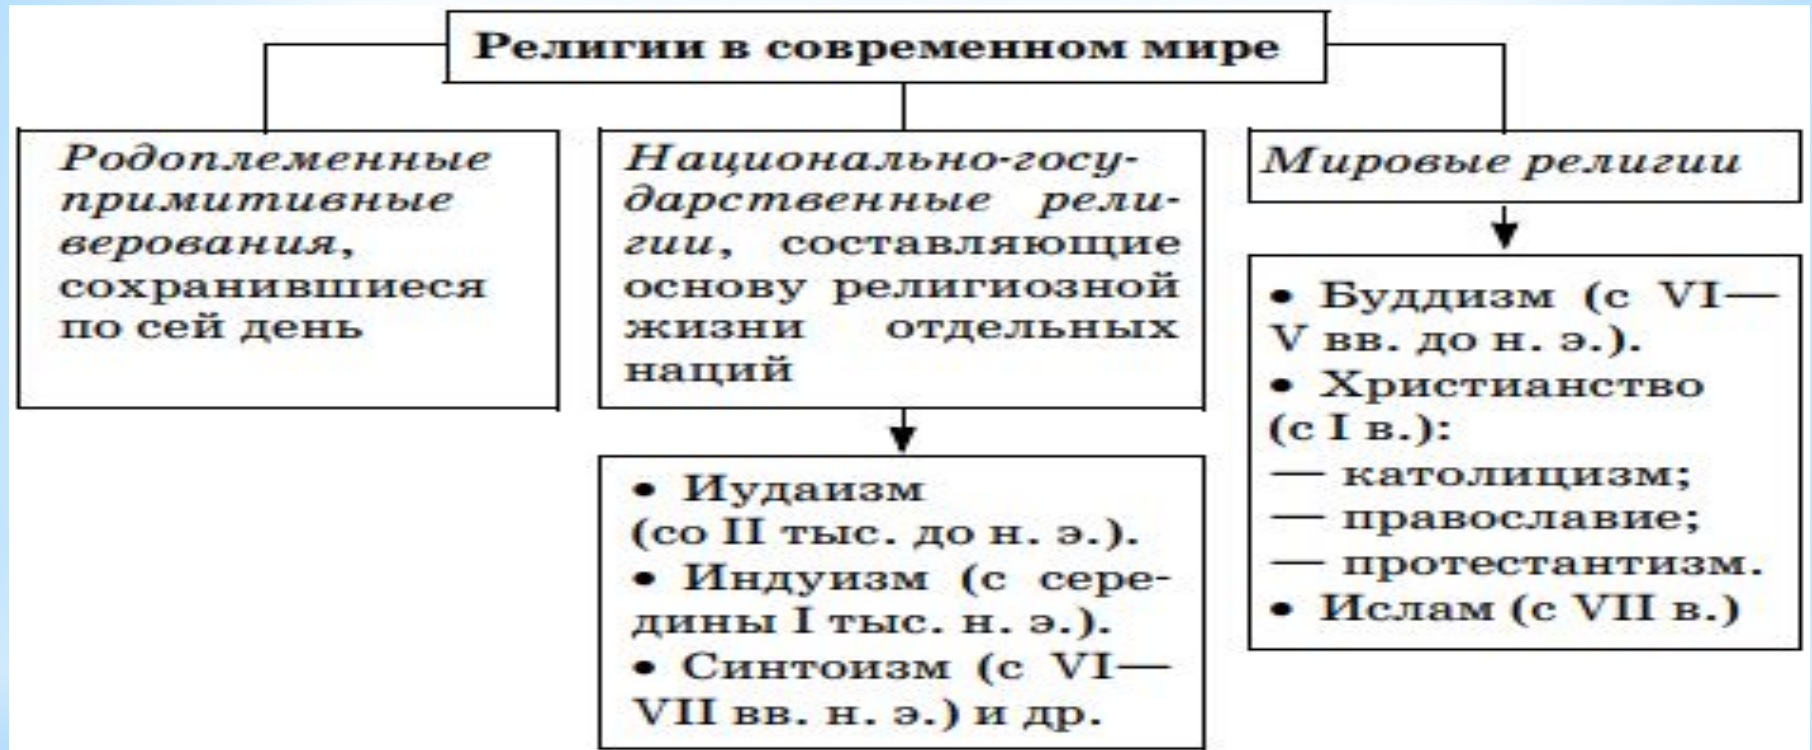 Религии в современном мире
Родоплеменные
примитивные
верования,
сохранившиеся
по сей день
Национально-госу-
дарственные рели-
гии, составляющие
основу религиозной
жизни отдельных
наций
• Иудаизм
(со II тыс. до н. э.).
• Индуизм (с сере-
дины I тыс. н. э.).
• Синтоизм (с VI—
VII вв. н. э.) и др.
Мировые религии
• Буддизм (с VI—
V вв. до н. э.).
• Христианство
(с I в.):
— католицизм;
— православие;
— протестантизм.
• Ислам (с VII в.)